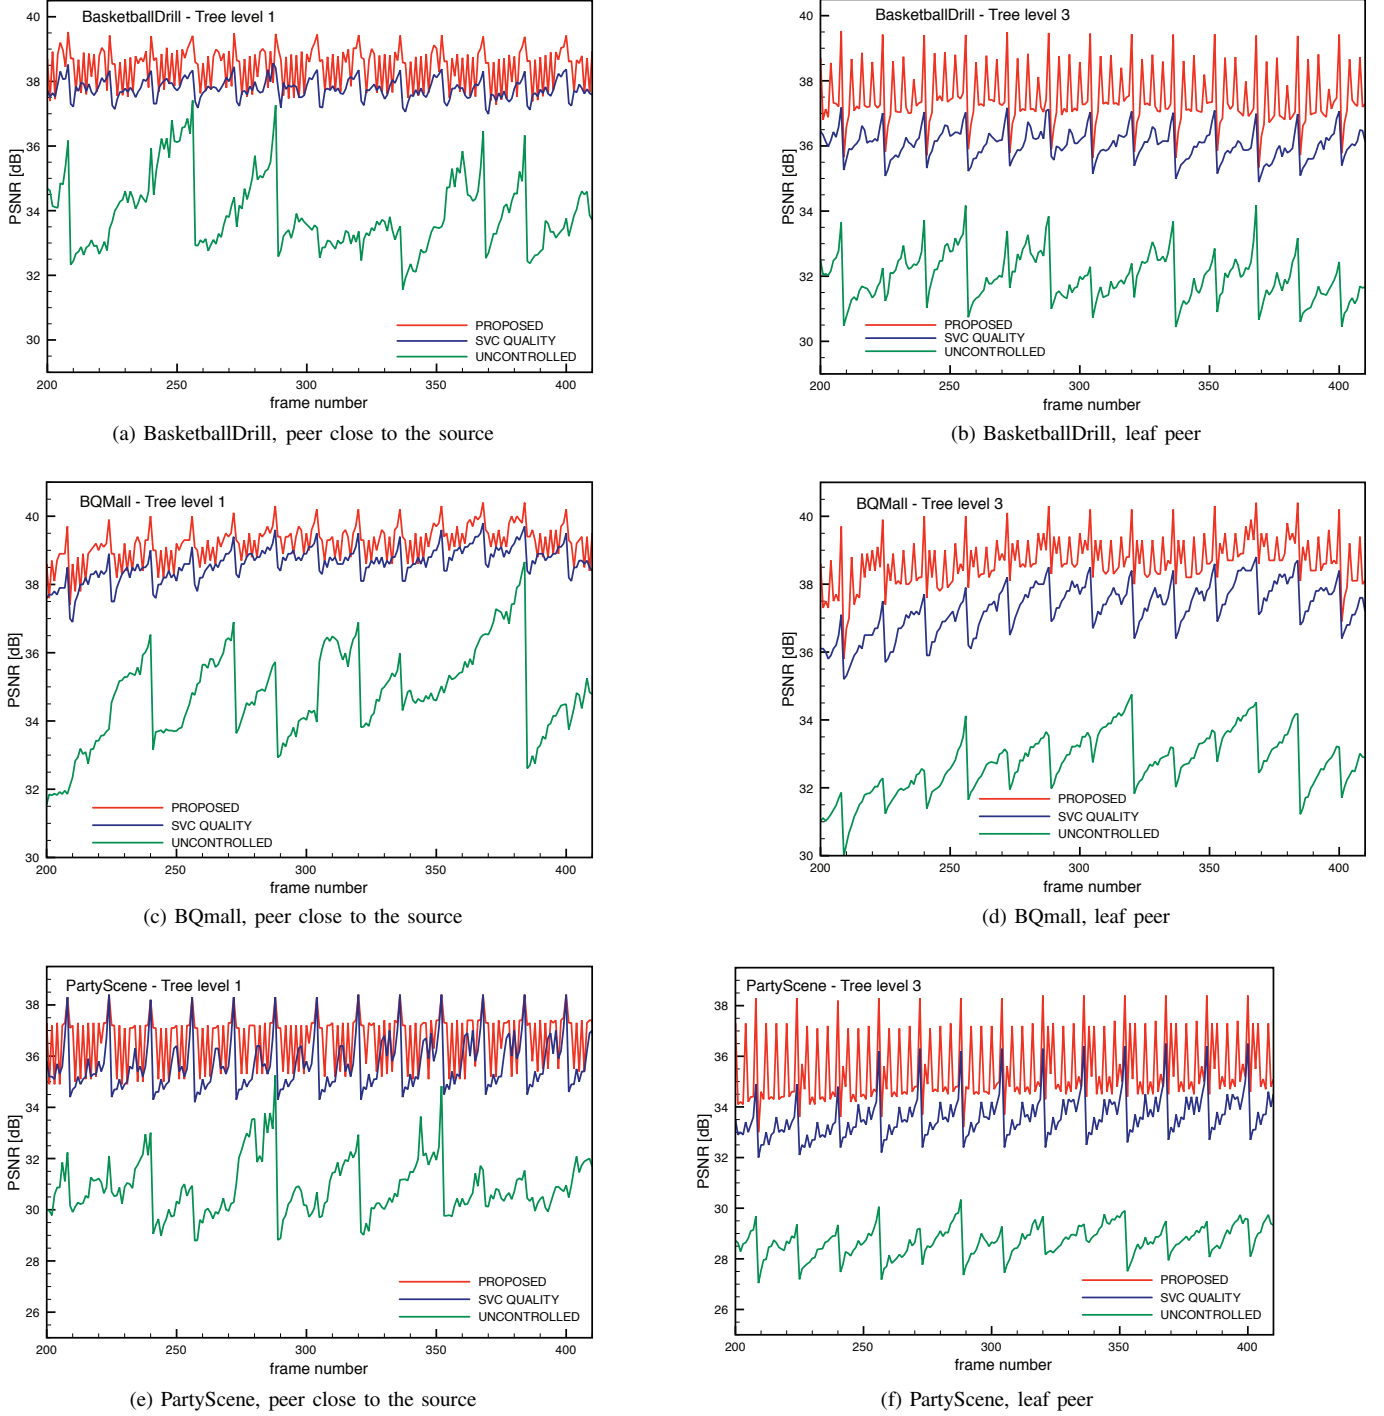 BasketballDrill - Tree level 1
40
38
36
34
32
30
PSNR [dB]
PROPOSED
SVC QUALITY
UNCONTROLLED
200 250 300 350 400
frame number
(a) BasketballDrill, peer close to the source
BasketballDrill - Tree level 3
40
38
36
34
32
30
PSNR [dB]
PROPOSED
SVC QUALITY
UNCONTROLLED
200 250 300 350 400
frame number
(b) BasketballDrill, leaf peer
BQMall - Tree level 1
40
38
36
34
32
30
PSNR [dB]
PROPOSED
SVC QUALITY
UNCONTROLLED
200 250 300 350 400
frame number
(c) BQmall, peer close to the source
BQMall - Tree level 3
40
38
36
34
32
30
PSNR [dB]
PROPOSED
SVC QUALITY
UNCONTROLLED
200 250 300 350 400
frame number
(d) BQmall, leaf peer
PartyScene - Tree level 1
38
36
34
32
30
28
26
PSNR [dB]
PROPOSED
SVC QUALITY
UNCONTROLLED
200 250 300 350 400
frame number
(e) PartyScene, peer close to the source
PartyScene - Tree level 3
38
36
34
32
30
28
26
PSNR [dB]
PROPOSED
SVC QUALITY
UNCONTROLLED
200 250 300 350 400
frame number
(f) PartyScene, leaf peer